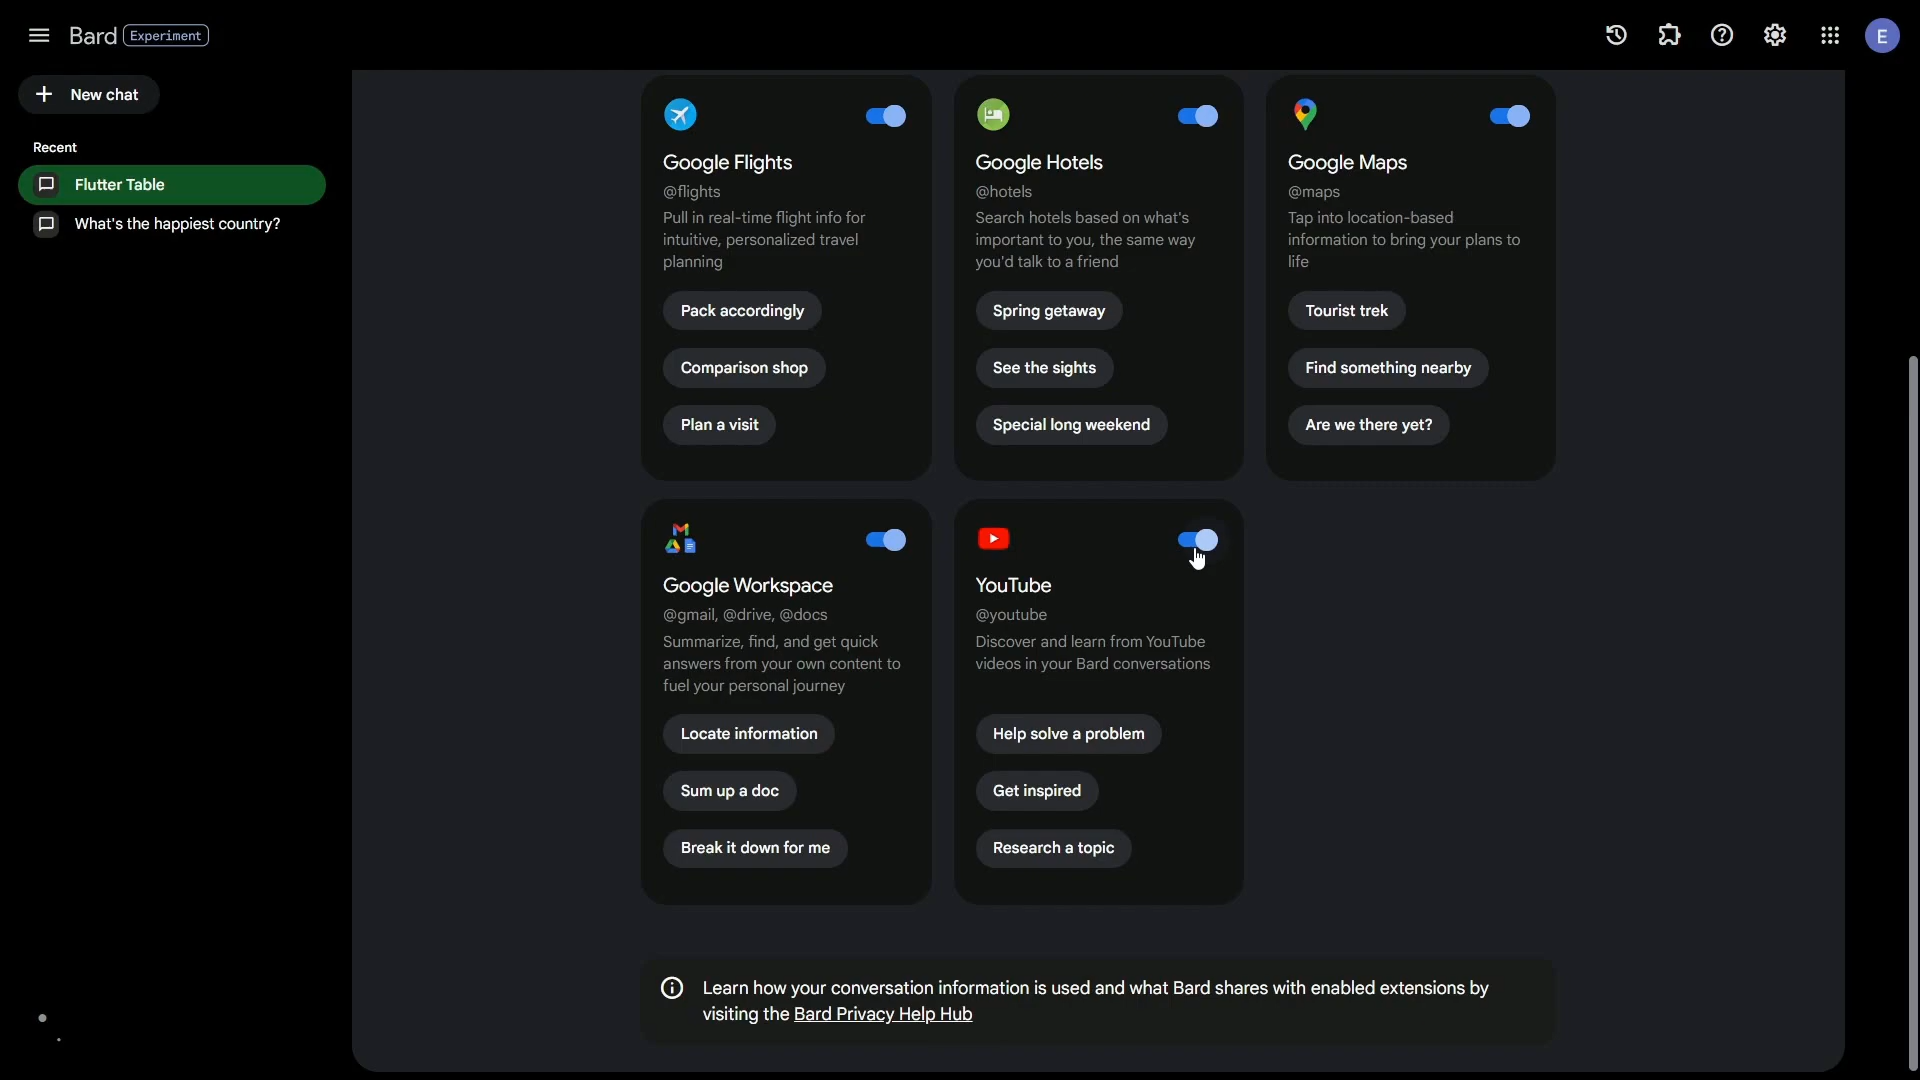 Bard Experiment
E
New chat
Recent
Flutter Table
What's the happiest country?
Google Flights
@flights
Pull in real-time flight info for
intuitive, personalized travel
planning
Pack accordingly
Comparison shop
Plan a visit
Google Hotels
@hotels
Search hotels based on what's
important to you, the same way
you'd talk to a friend
Spring getaway
See the sights
Special long weekend
Google Maps
@maps
Tap into location-based
information to bring your plans to
life
Tourist trek
Find something nearby
Are we there yet?
Google Workspace
@gmail, @drive, @docs
Summarize, find, and get quick
answers from your own content to
fuel your personal journey
Locate information
Sum up a doc
Break it down for me
YouTube
@youtube
Discover and learn from YouTube
videos in your Bard conversations
Help solve a problem
Get inspired
Research a topic
Learn how your conversation information is used and what Bard shares with enabled extensions by
visiting the Bard Privacy Help Hub